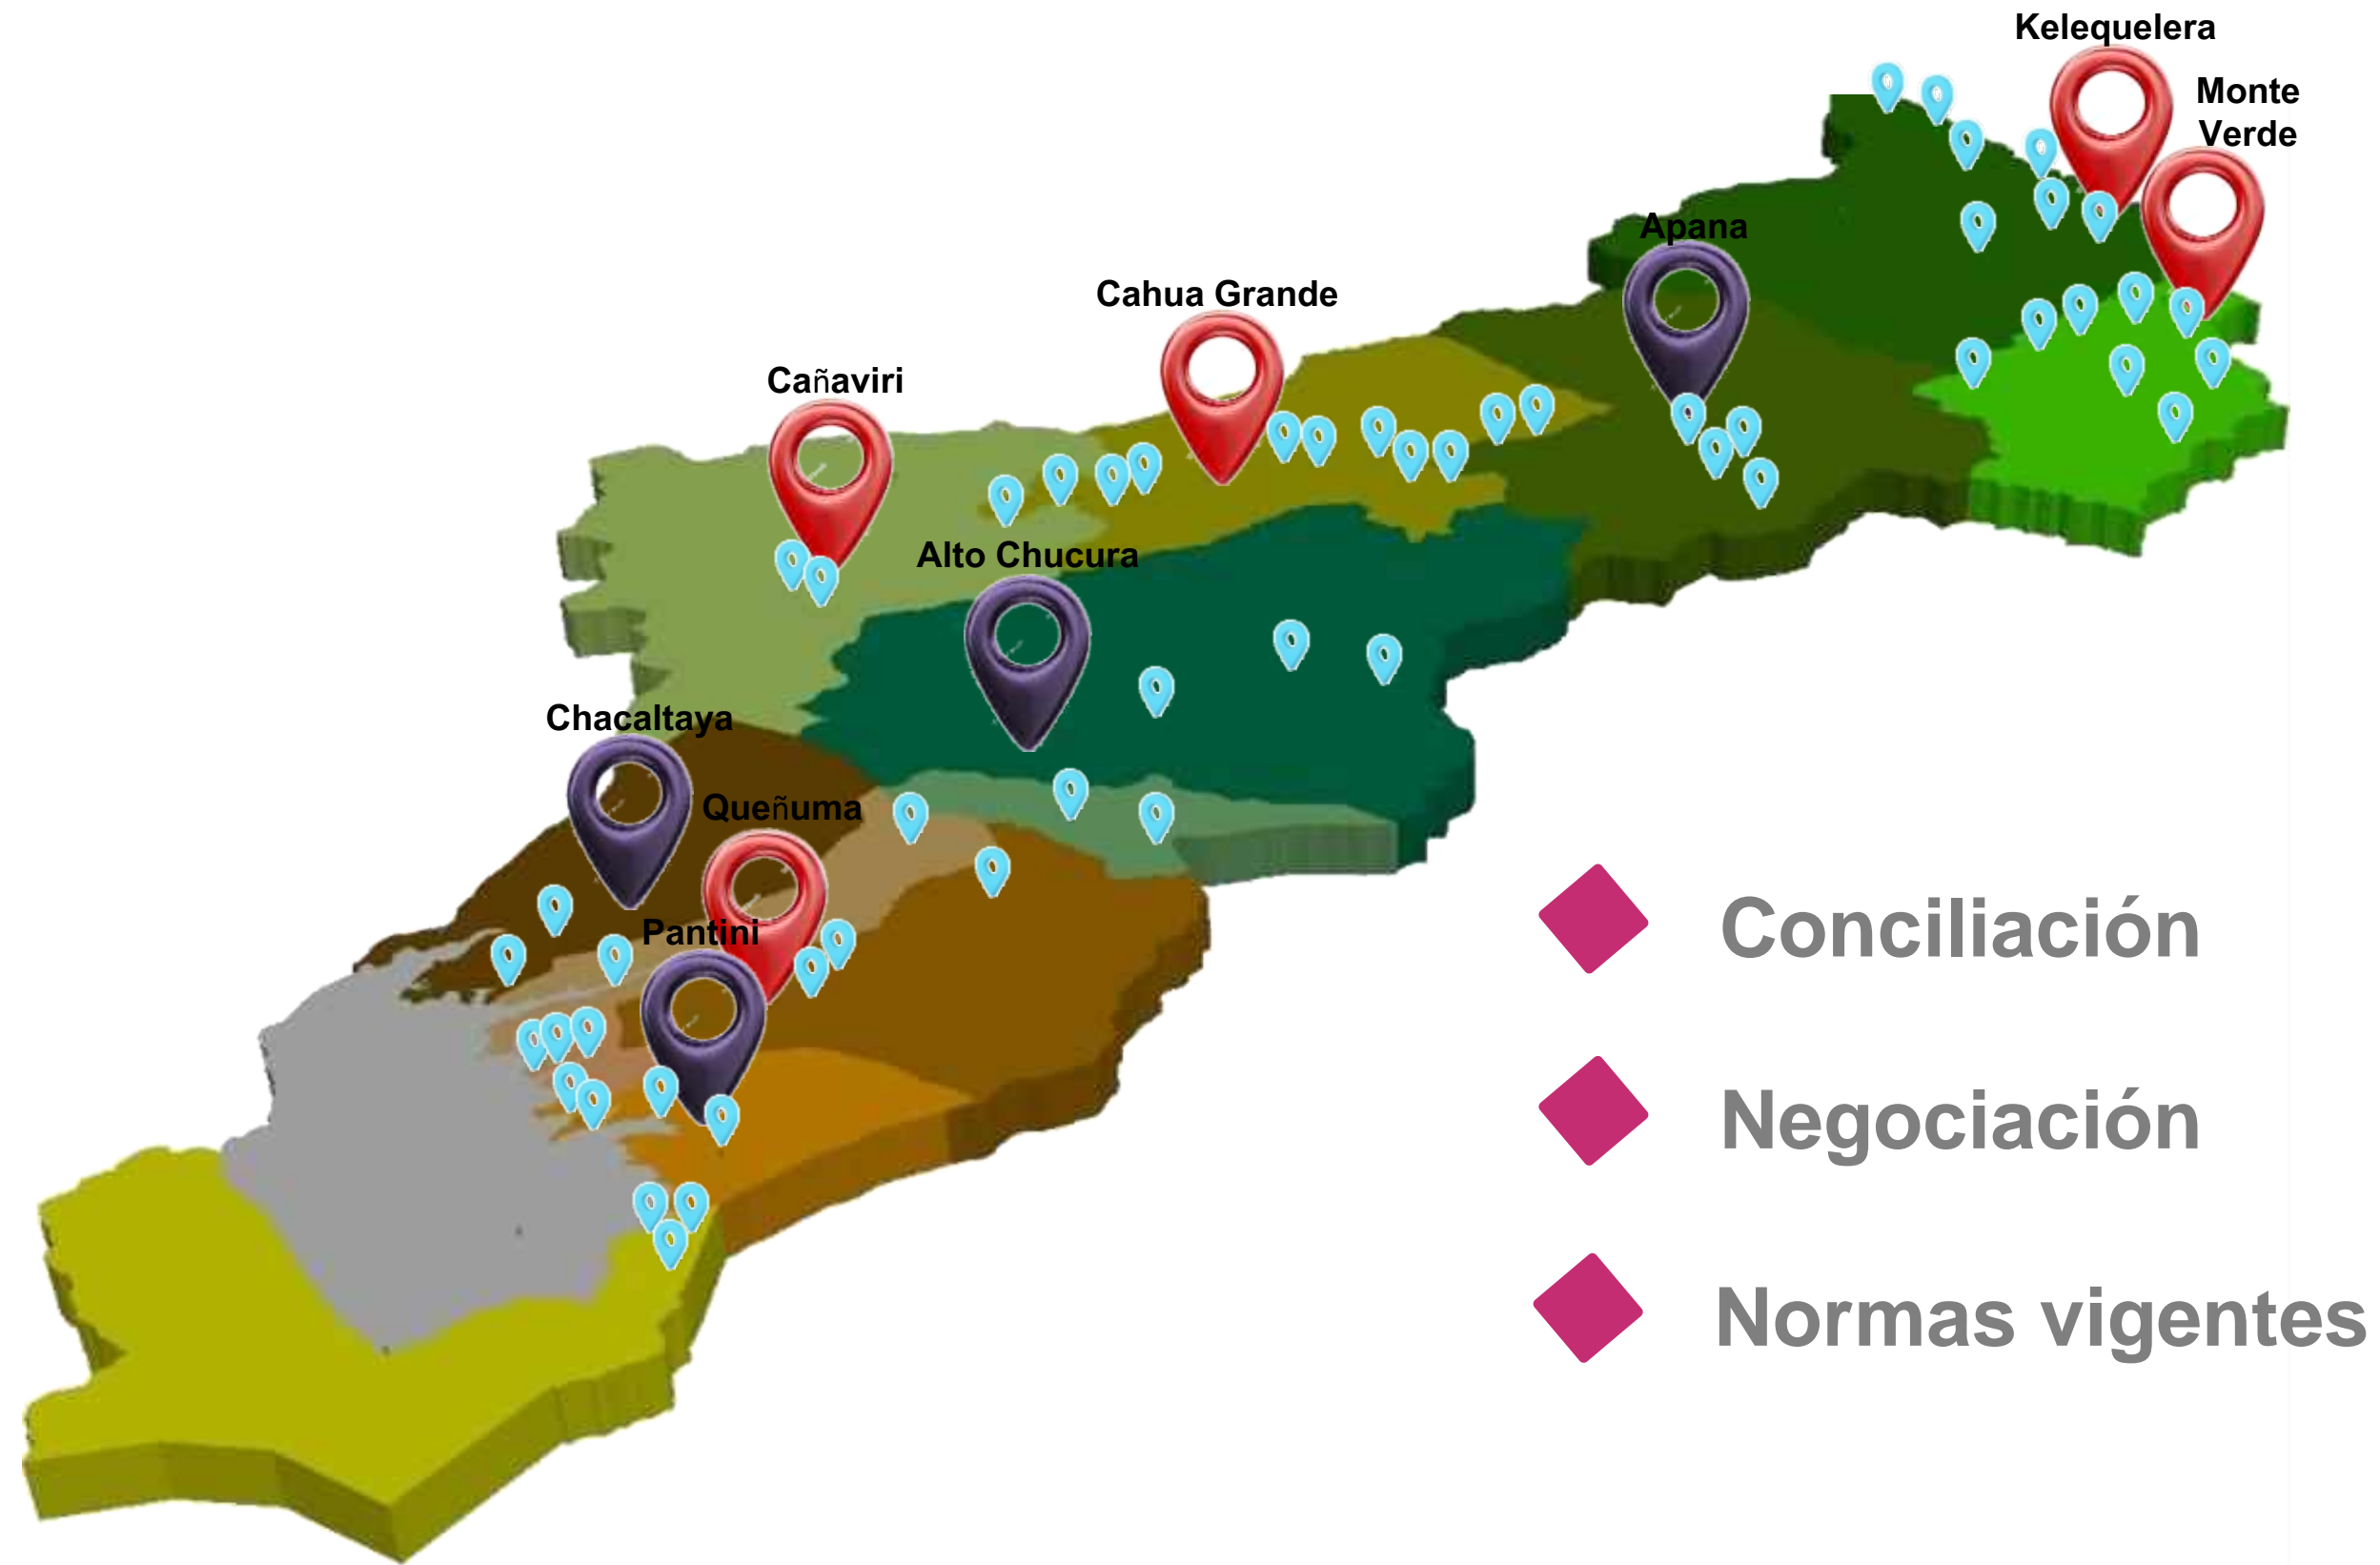 Kelequelera
Monte
Verde
Apana
Cahua Grande
Cañaviri
Alto Chucura
Chacaltaya
Queñuma
Pantini
Conciliación
Negociación
Normas vigentes